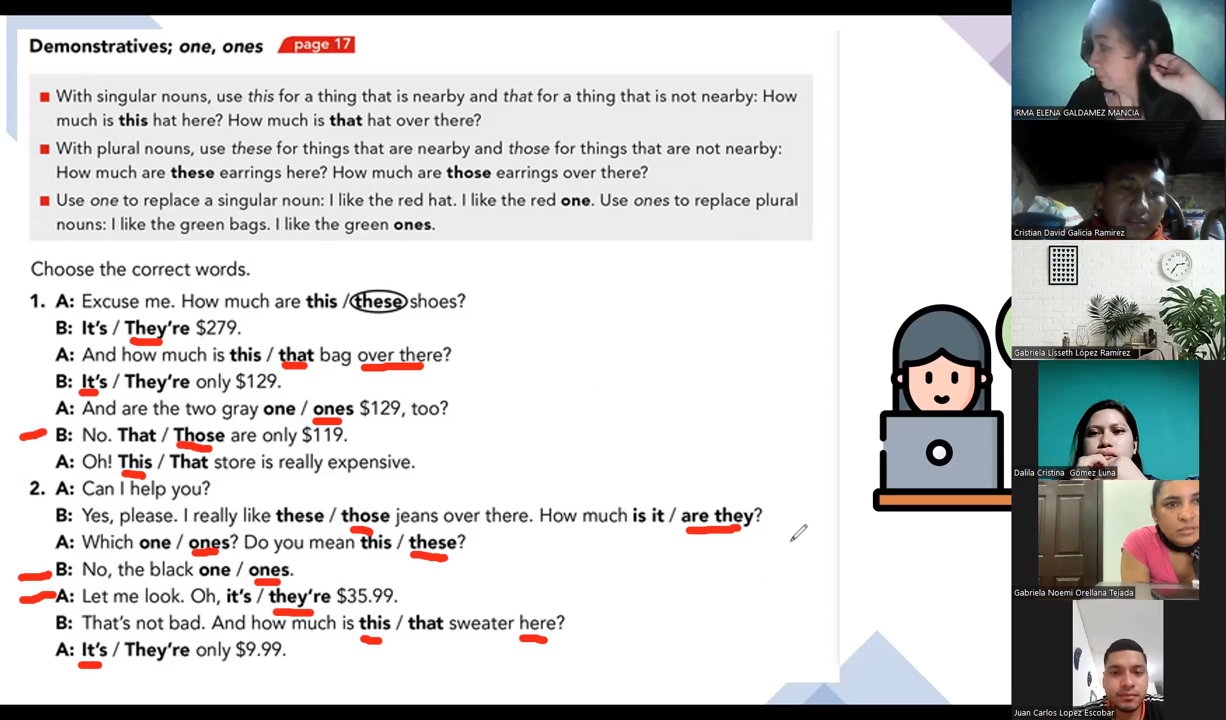 Demonstratives; one, ones page 17
With singular nouns, use this for a thing that is nearby and that for a thing that is not nearby: How
much is this hat here? How much is that hat over there?
With plural nouns, use these for things that are nearby and those for things that are not nearby:
How much are these earrings here? How much are those earrings over there?
Use one to replace a singular noun: I like the red hat. I like the red one. Use ones to replace plural
nouns: I like the green bags. I like the green ones.
Choose the correct words.
1. A: Excuse me. How much are this / these shoes?
B: It's / They're $279.
A: And how much is this / that bag over there?
B: It's / They're only $129.
A: And are the two gray one / ones $129, too?
B: No. That / Those are only $119.
A: Oh! This / That store is really expensive.
2. A: Can I help you?
B: Yes, please. I really like these / those jeans over there. How much is it / are they?
A: Which one / ones? Do you mean this / these?
B: No, the black one / ones.
A: Let me look. Oh, it's / they're $35.99.
B: That's not bad. And how much is this / that sweater here?
A: It's / They're only $9.99.
IRMA ELENA GALDAMEZ MANCIA
Cristian David Galicia Ramirez
Gabriela Lisseth López Ramírez
Dalila Cristina Gómez Luna
Gabriela Noemi Orellana Tejada
Juan Carlos Lopez Escobar